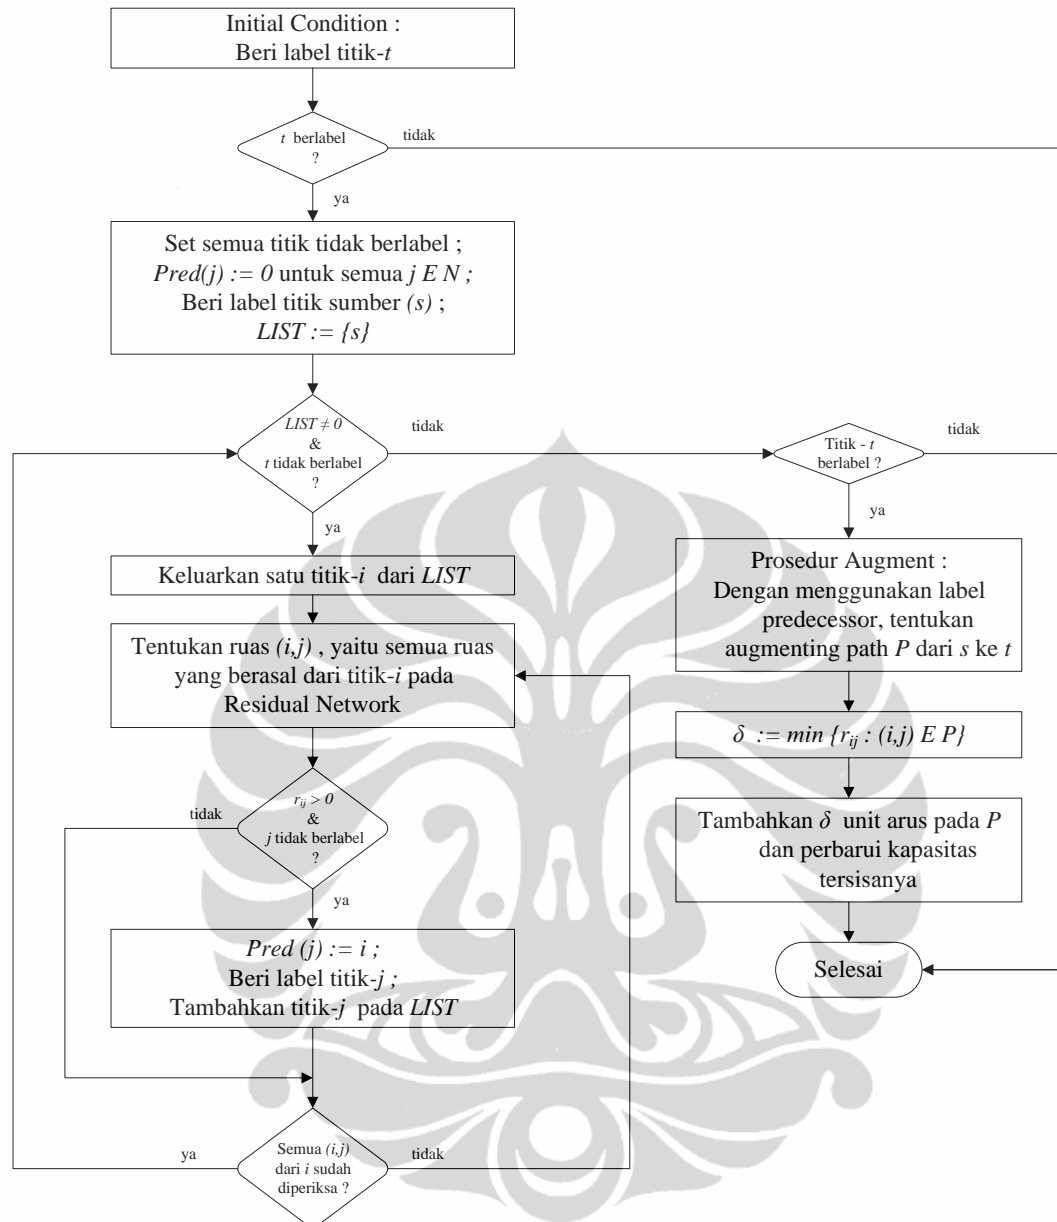 Initial Condition :
Beri label titik-t
t berlabel
?
tidak
ya
Set semua titik tidak berlabel ;
Pred(j) := 0 untuk semua j E N ;
Beri label titik sumber (s) ;
LIST := {s}
LIST ≠ 0
&
t tidak berlabel
?
tidak
ya
Keluarkan satu titik-i dari LIST
Tentukan ruas (i,j) , yaitu semua ruas
yang berasal dari titik-i pada
Residual Network
r_ij > 0
&
j tidak berlabel
?
tidak
ya
Pred (j) := i ;
Beri label titik-j ;
Tambahkan titik-j pada LIST
Semua (i,j)
dari i sudah
diperiksa ?
ya
tidak
Titik - t
berlabel ?
tidak
ya
Prosedur Augment :
Dengan menggunakan label
predecessor, tentukan
augmenting path P dari s ke t
δ := min {r_ij : (i,j) E P}
Tambahkan δ unit arus pada P
dan perbarui kapasitas
tersisanya
Selesai